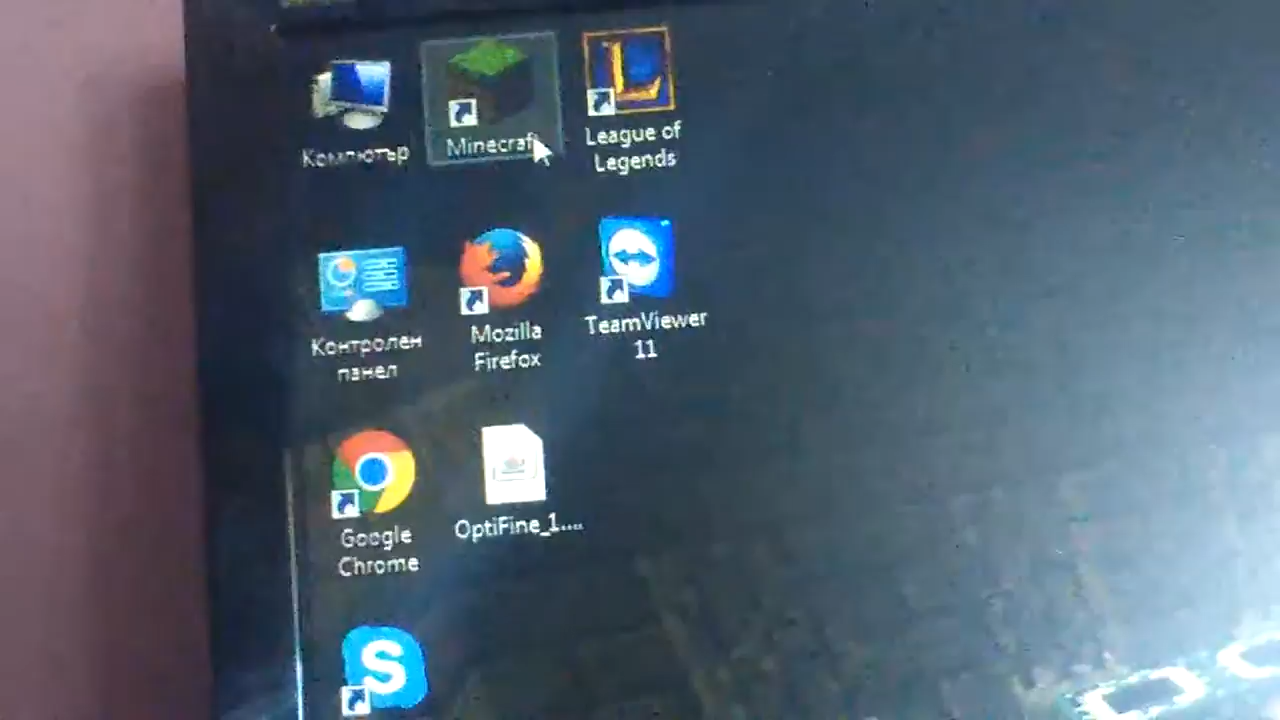 Компютър
Minecraft
League of
Legends
Контролен
панел
Mozilla
Firefox
TeamViewer
11
Google
Chrome
OptiFine_1....